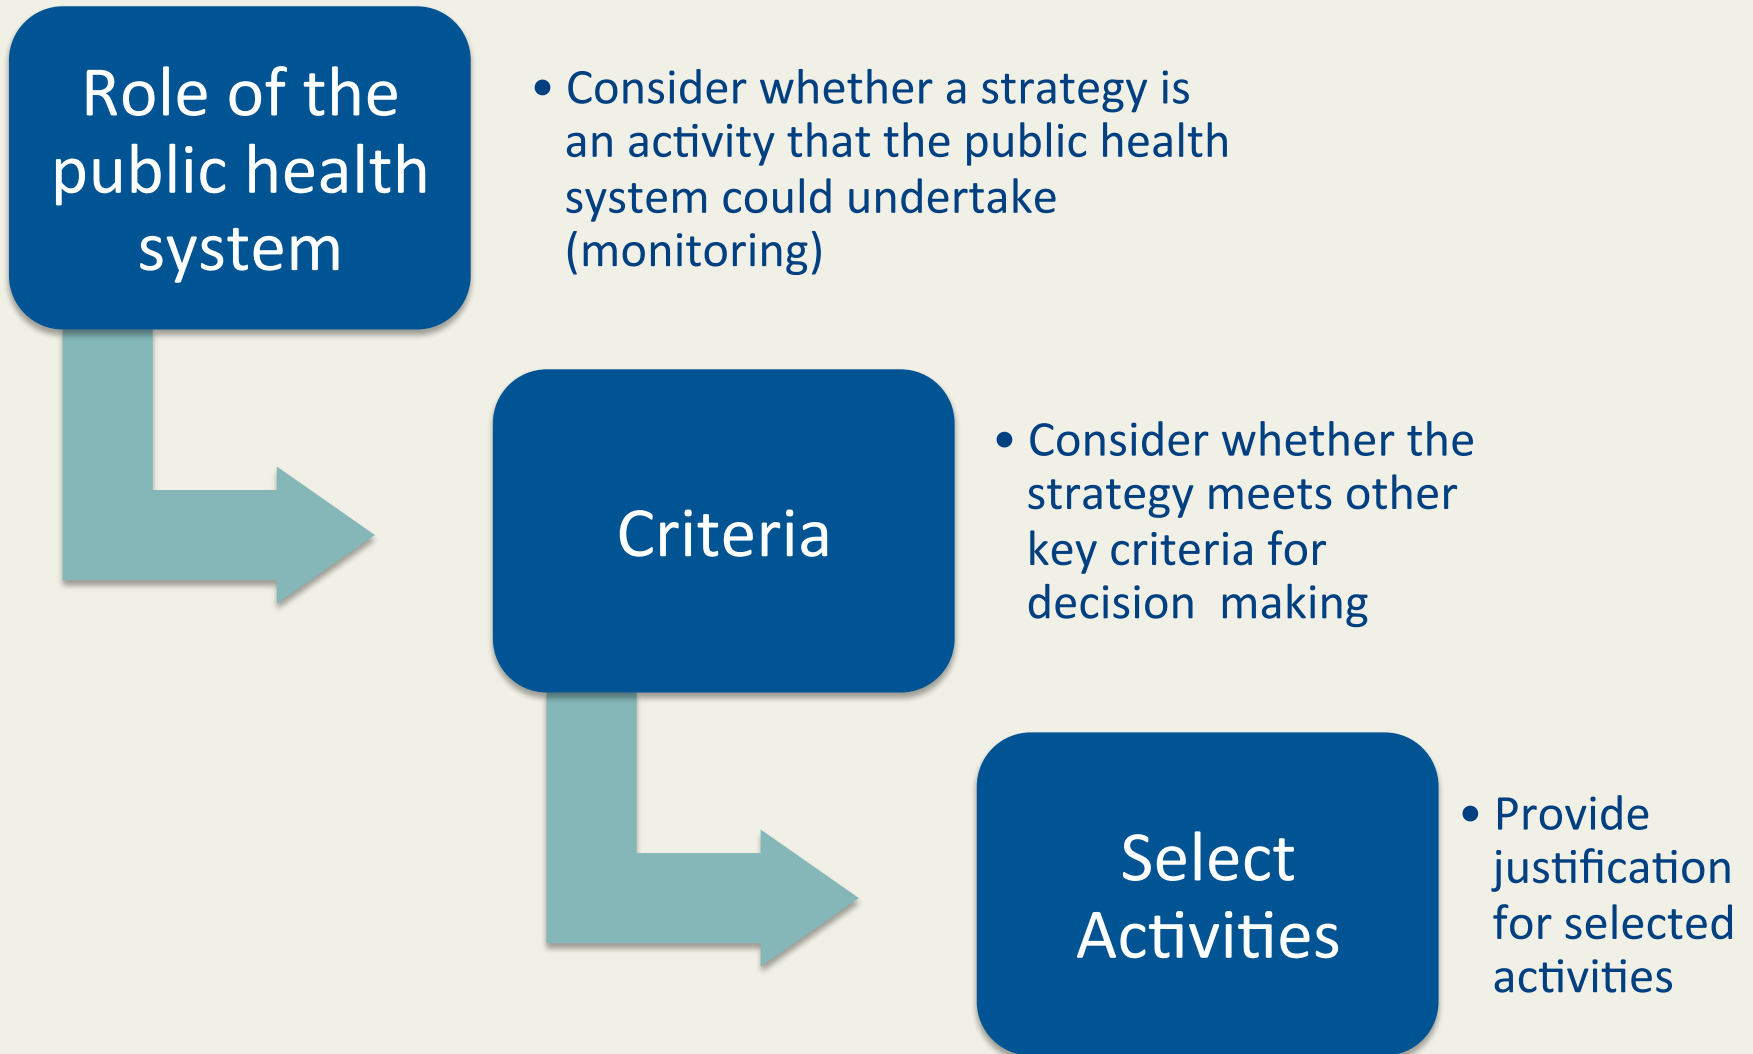 Role of the
public health
system
• Consider whether a strategy is
an activity that the public health
system could undertake
(monitoring)
Criteria
• Consider whether the
strategy meets other
key criteria for
decision  making
Select
Activities
• Provide
justification
for selected
activities